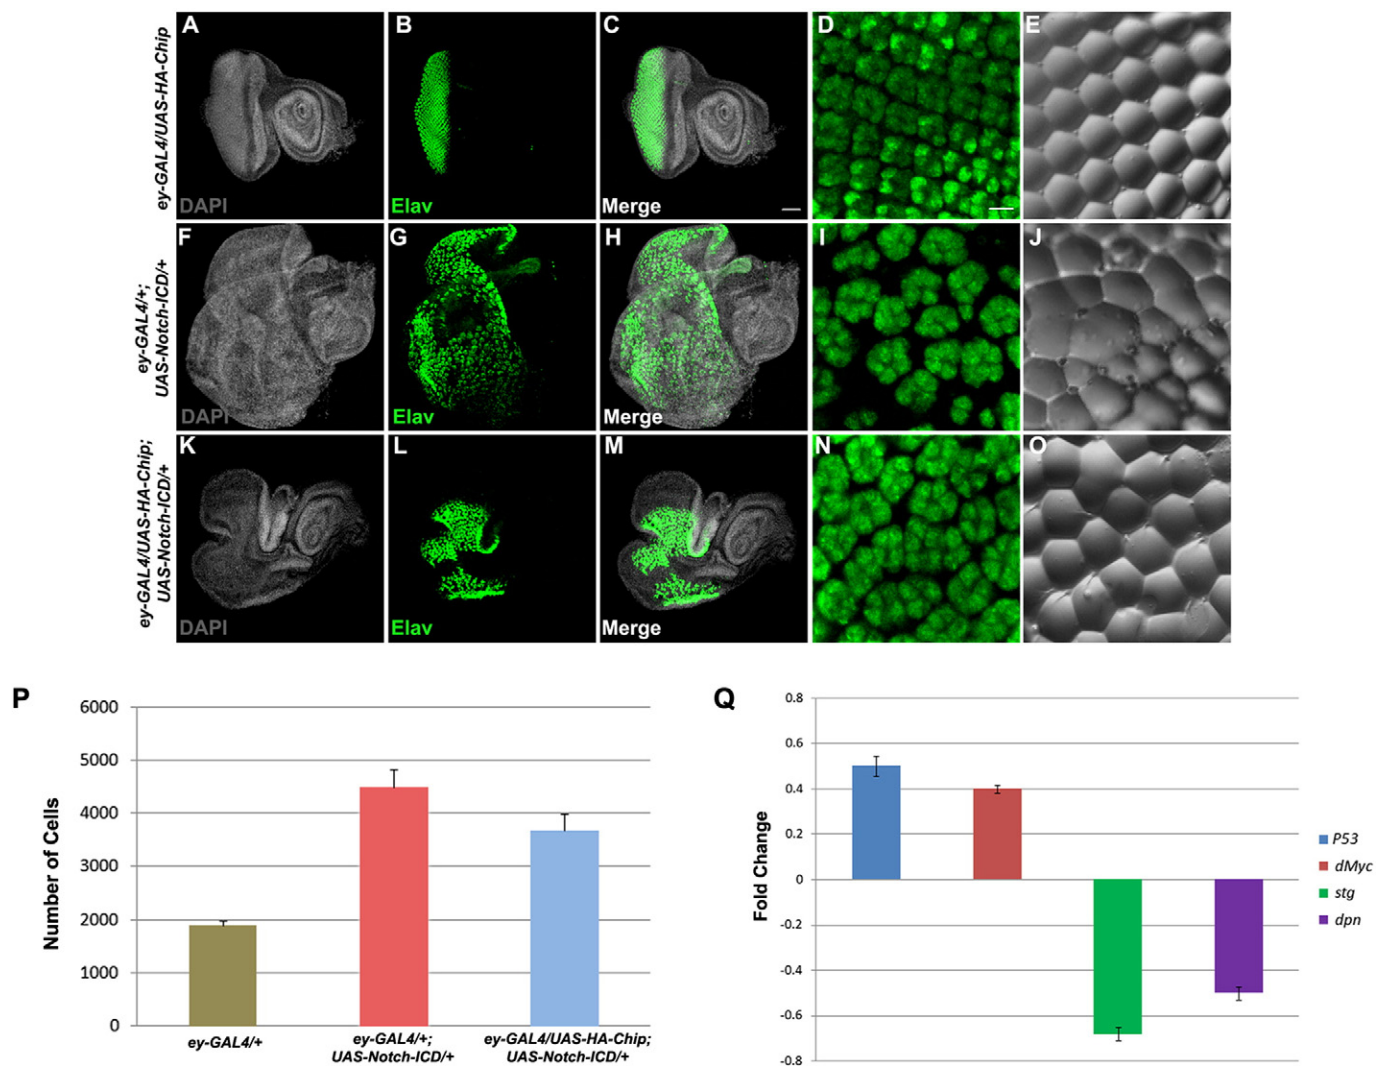 ey-GAL4/UAS-HA-Chip
A
B
C
D
E
DAPI
Elav
Merge
ey-GAL4/+;
UAS-Notch-ICD/+
F
G
H
I
J
DAPI
Elav
Merge
ey-GAL4/UAS-HA-Chip;
UAS-Notch-ICD/+
K
L
M
N
O
DAPI
Elav
Merge
P
Number of Cells
6000
5000
4000
3000
2000
1000
0
ey-GAL4/+
ey-GAL4/+;
UAS-Notch-ICD/+
ey-GAL4/UAS-HA-Chip;
UAS-Notch-ICD/+
Q
Fold Change
0.8
0.6
0.4
0.2
0
-0.2
-0.4
-0.6
-0.8
P53
dMyc
stg
dpn